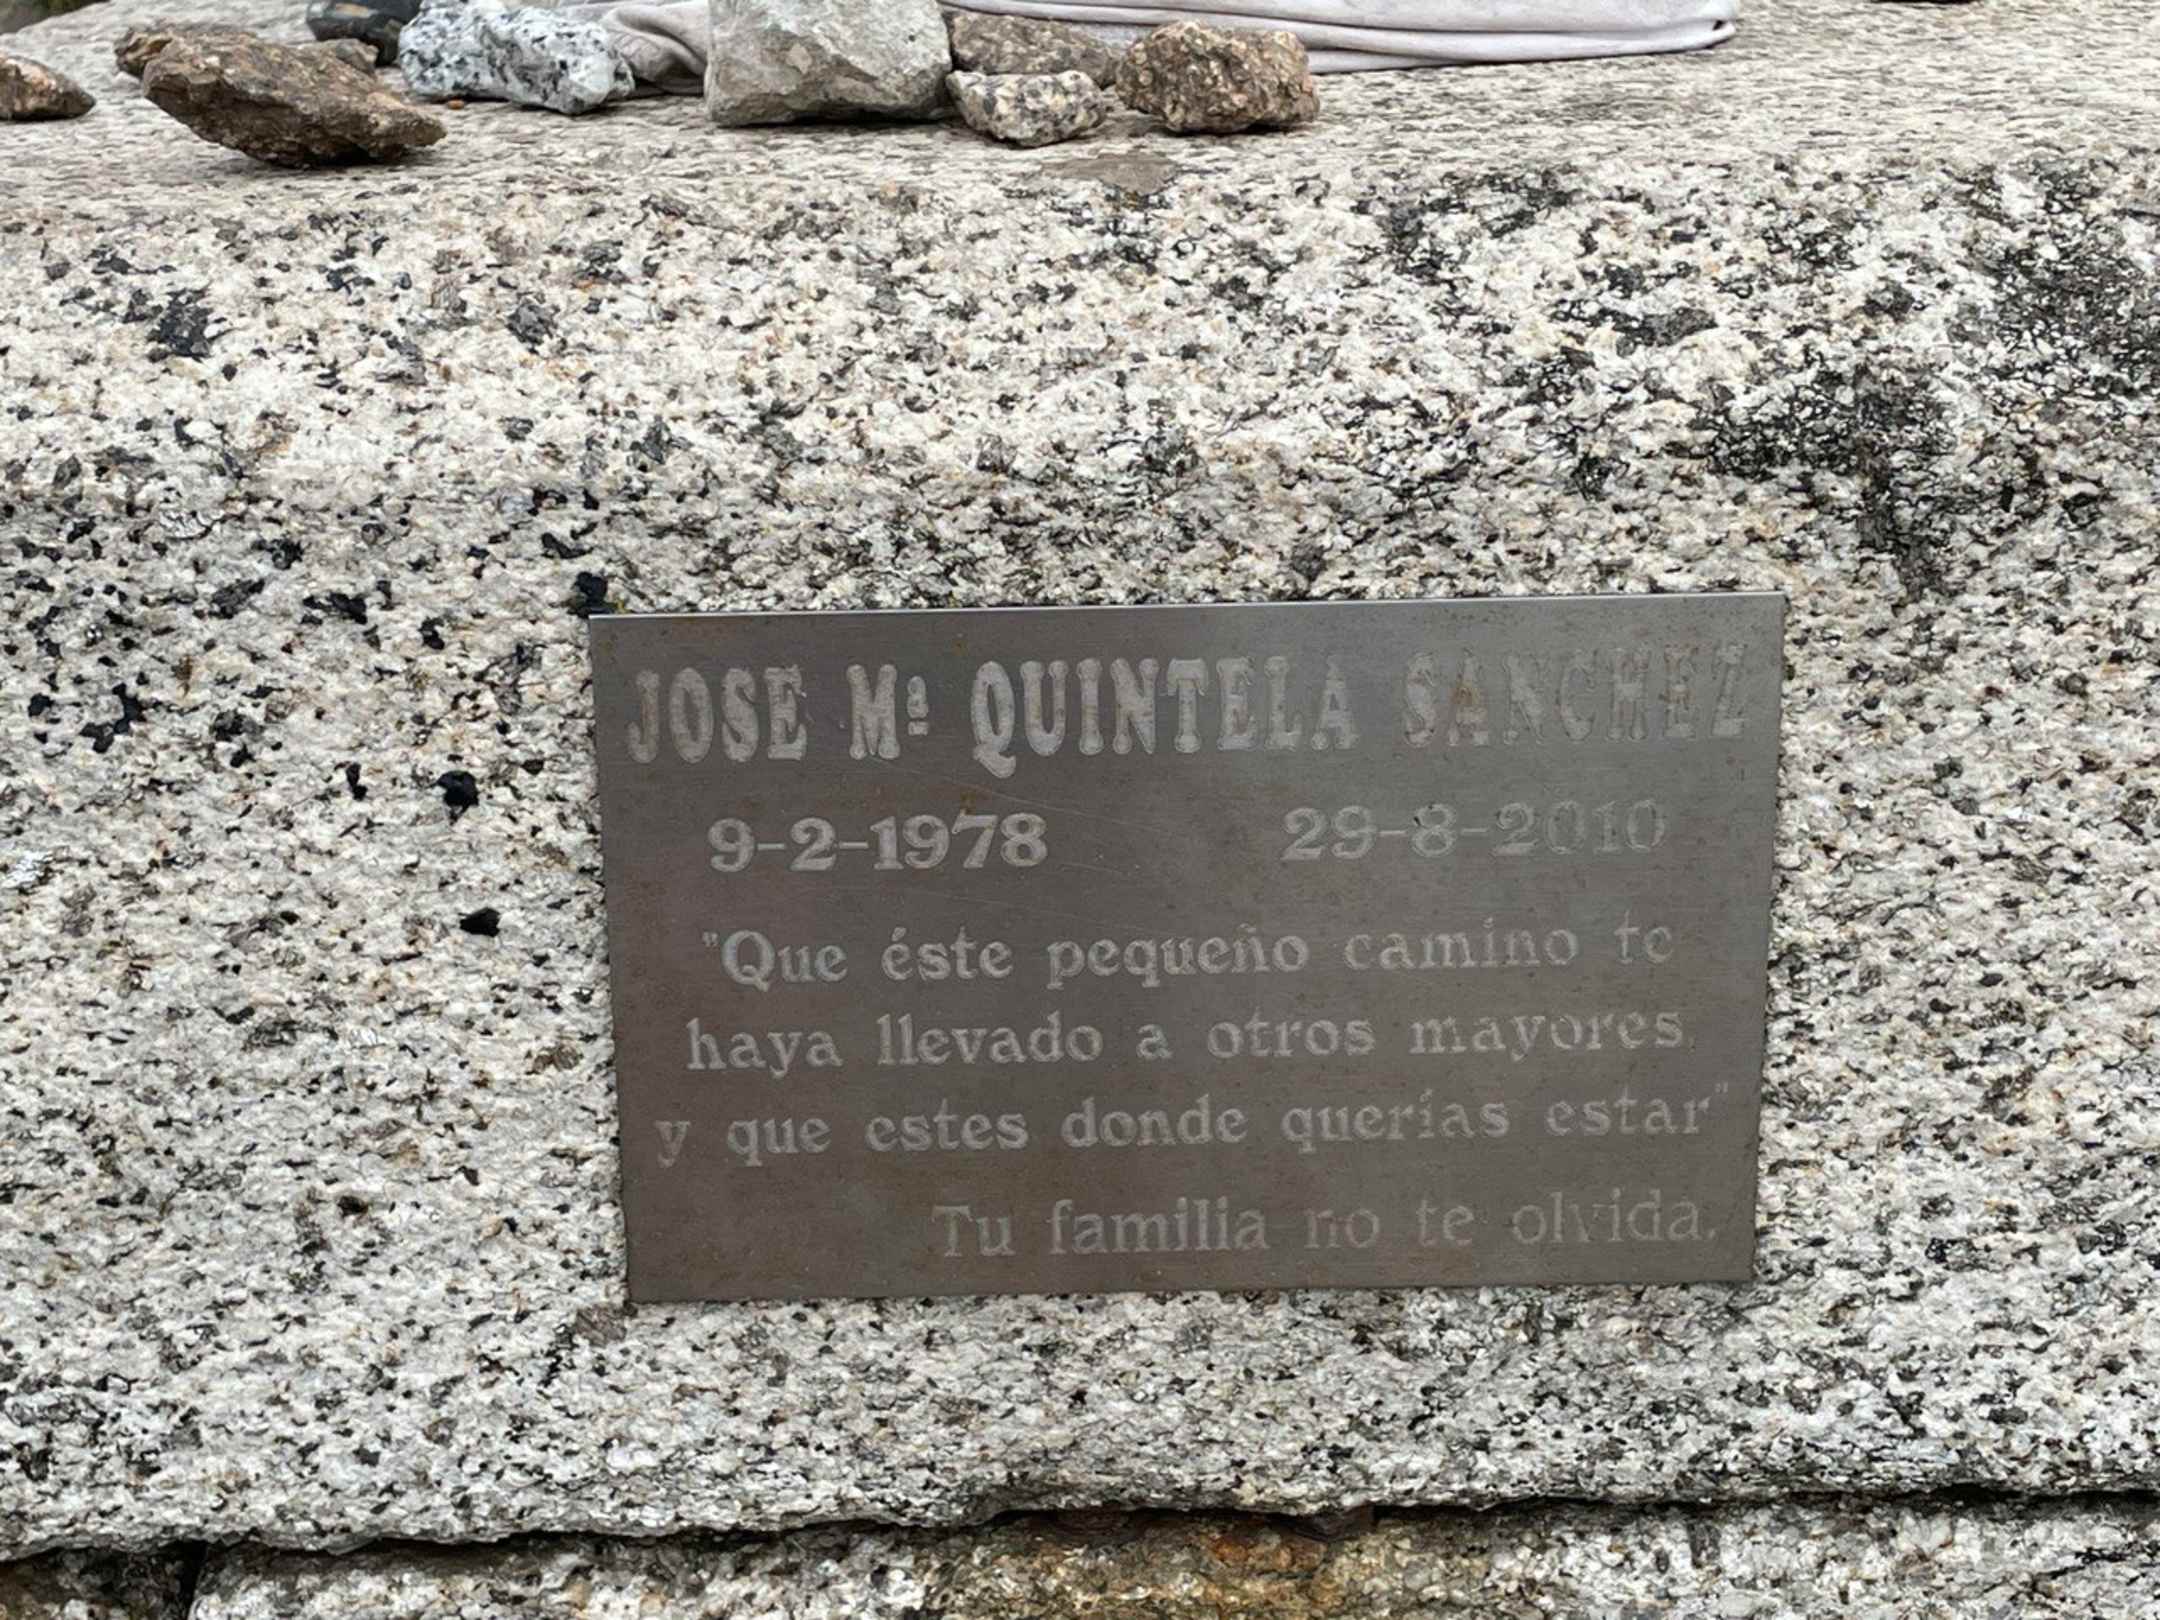 JOSE Mª QUINTELA SANCHEZ
9-2-1978 29-8-2010
"Que éste pequeño camino te
haya llevado a otros mayores
y que estes donde querías estar"
Tu familia no te olvida.